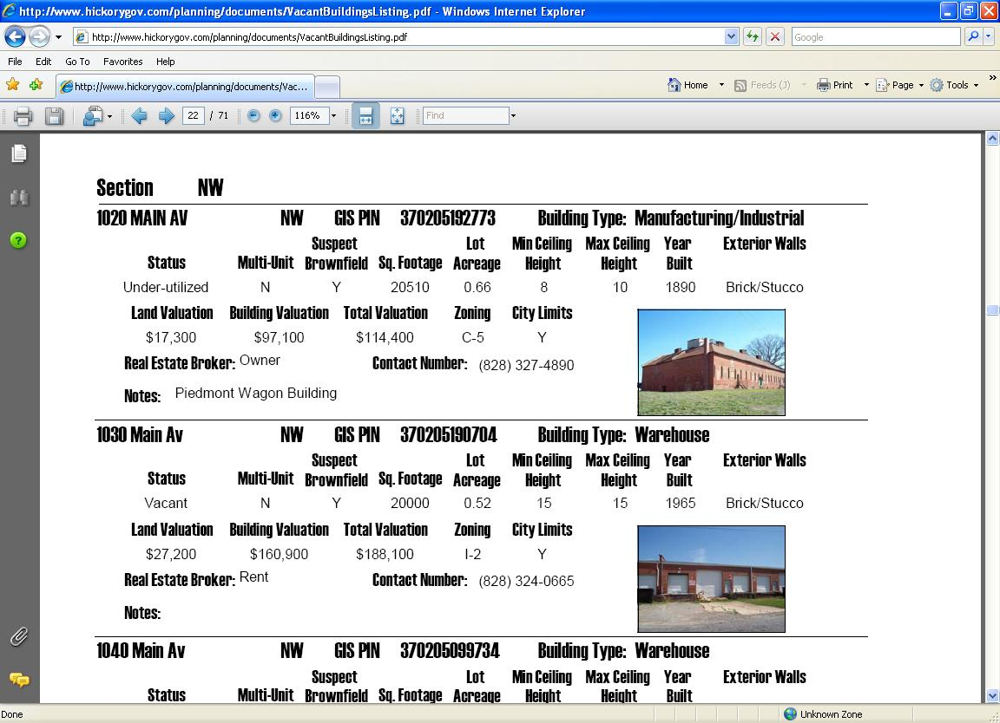 http://www.hickorygov.com/planning/documents/VacantBuildingsListing.pdf - Windows Internet Explorer
http://www.hickorygov.com/planning/documents/VacantBuildingsListing.pdf Google
File Edit Go To Favorites Help
http://www.hickorygov.com/planning/documents/Vac... Home Feeds (J) Print Page Tools »
22 / 71 116% Find
Section NW
1020 MAIN AV NW GIS PIN 370205192773 Building Type: Manufacturing/Industrial
Suspect Lot Min Ceiling Max Ceiling Year Exterior Walls
Status Multi-Unit Brownfield Sq. Footage Acreage Height Height Built
Under-utilized N Y 20510 0.66 8 10 1890 Brick/Stucco
Land Valuation Building Valuation Total Valuation Zoning City Limits
$17,300 $97,100 $114,400 C-5 Y
Real Estate Broker: Owner Contact Number: (828) 327-4890
Notes: Piedmont Wagon Building
1030 Main Av NW GIS PIN 370205190704 Building Type: Warehouse
Suspect Lot Min Ceiling Max Ceiling Year Exterior Walls
Status Multi-Unit Brownfield Sq. Footage Acreage Height Height Built
Vacant N Y 20000 0.52 15 15 1965 Brick/Stucco
Land Valuation Building Valuation Total Valuation Zoning City Limits
$27,200 $160,900 $188,100 I-2 Y
Real Estate Broker: Rent Contact Number: (828) 324-0665
Notes:
1040 Main Av NW GIS PIN 370205099734 Building Type: Warehouse
Suspect Lot Min Ceiling Max Ceiling Year Exterior Walls
Status Multi-Unit Brownfield Sq. Footage Acreage Height Height Built
Done Unknown Zone